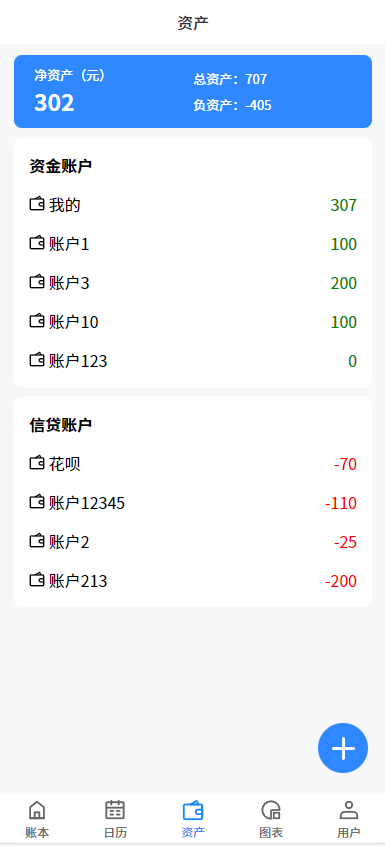 资产
净资产（元）
302
总资产：707
负资产：-405
资金账户
我的 307
账户1 100
账户3 200
账户10 100
账户123 0
信贷账户
花呗 -70
账户12345 -110
账户2 -25
账户213 -200
账本 日历 资产 图表 用户